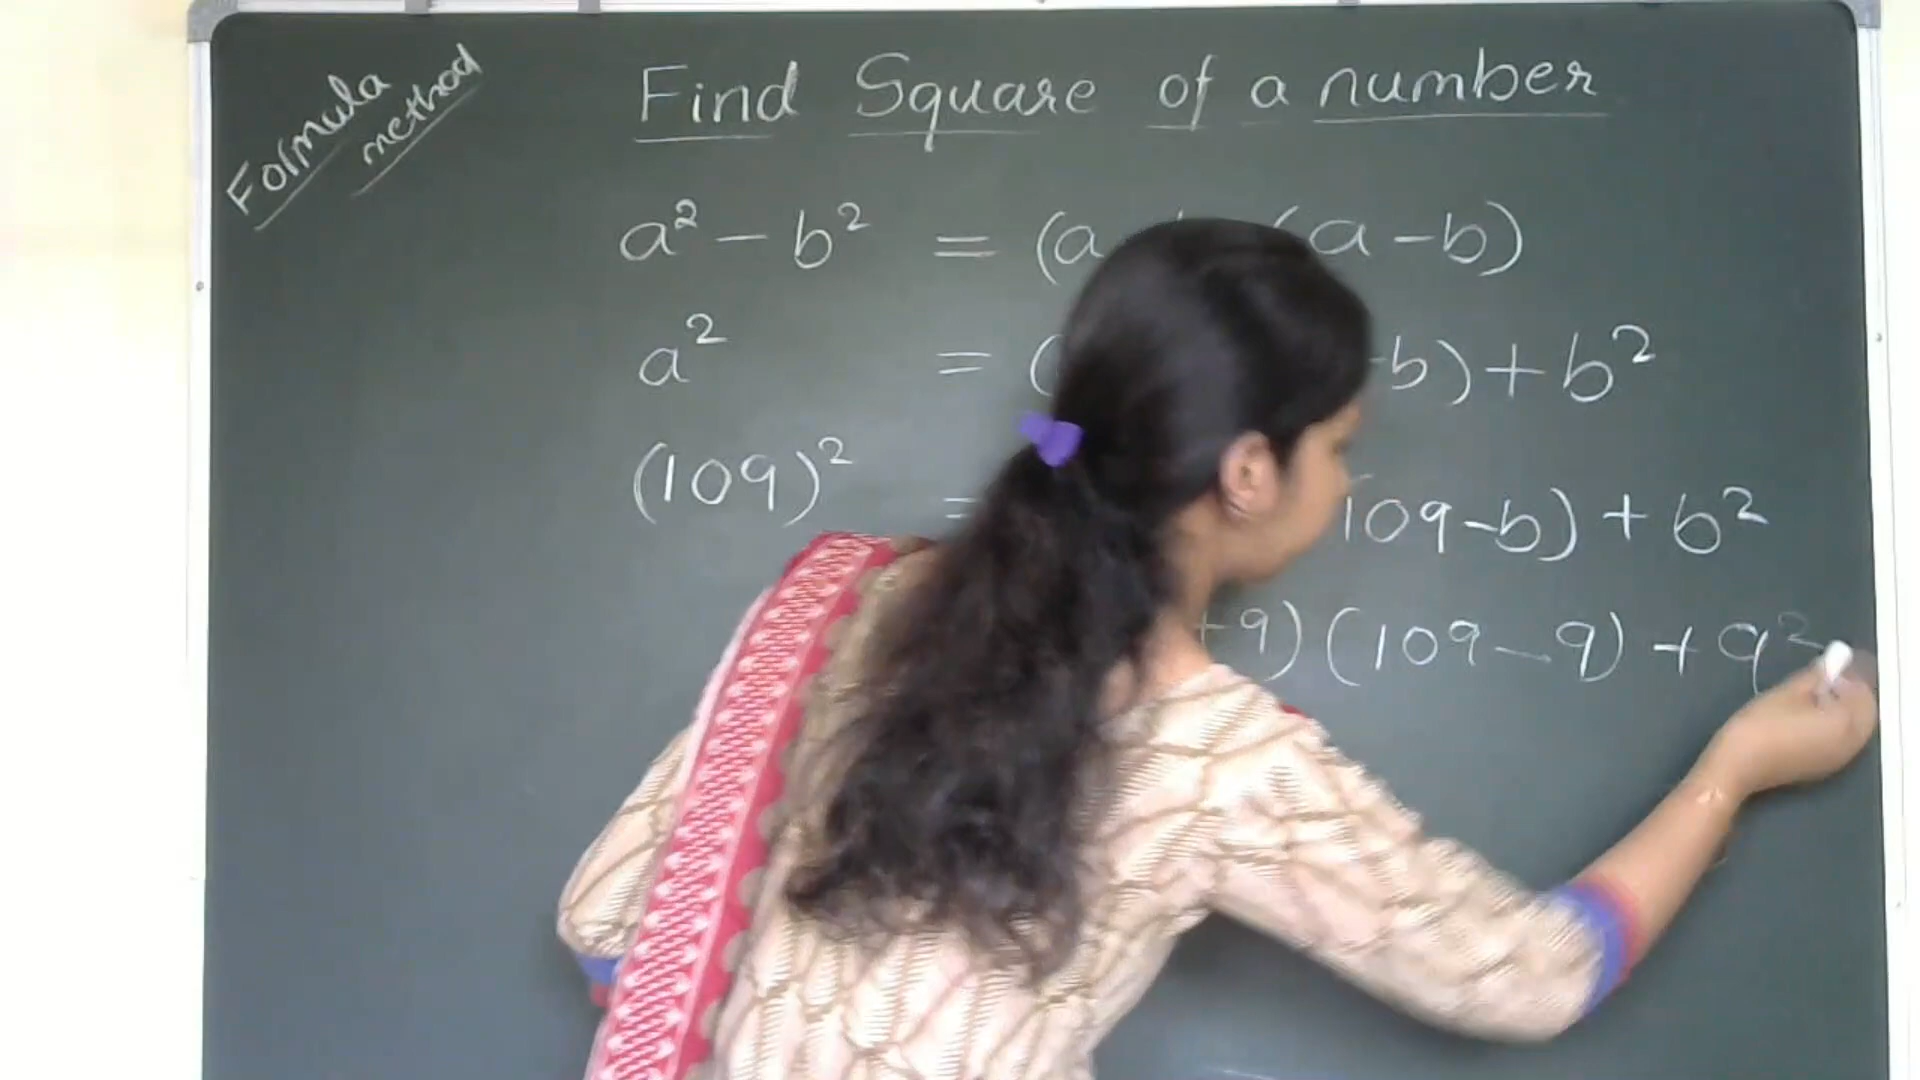 Formula
method
Find Square of a number
a² - b² = (a (a-b)
a² = ( -b)+b²
(109)² = 109-b) + b²
+9) (109-9) + 9²